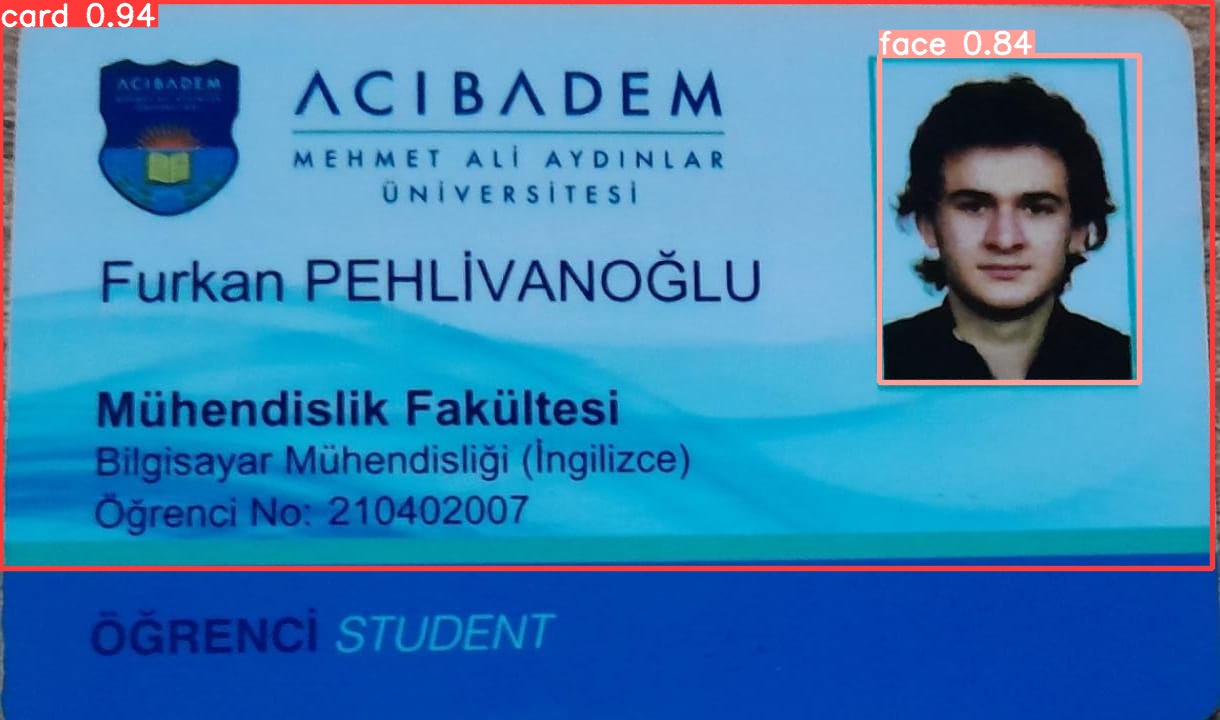 card 0.94
face 0.84
ACIBADEM
ACIBADEM
MEHMET ALİ AYDINLAR
ÜNİVERSİTESİ
Furkan PEHLİVANOĞLU
Mühendislik Fakültesi
Bilgisayar Mühendisliği (İngilizce)
Öğrenci No: 210402007
ÖĞRENCİ STUDENT